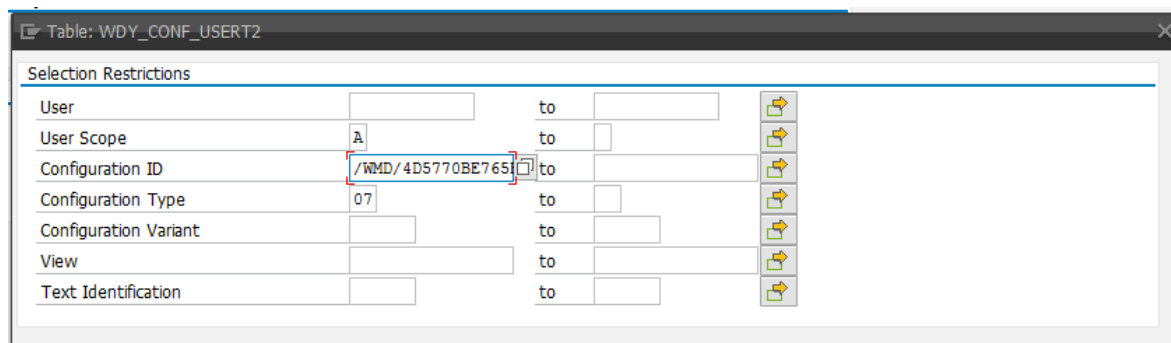 Table: WDY_CONF_USERT2
Selection Restrictions
User to
User Scope A to
Configuration ID /WMD/4D5770BE765 to
Configuration Type 07 to
Configuration Variant to
View to
Text Identification to